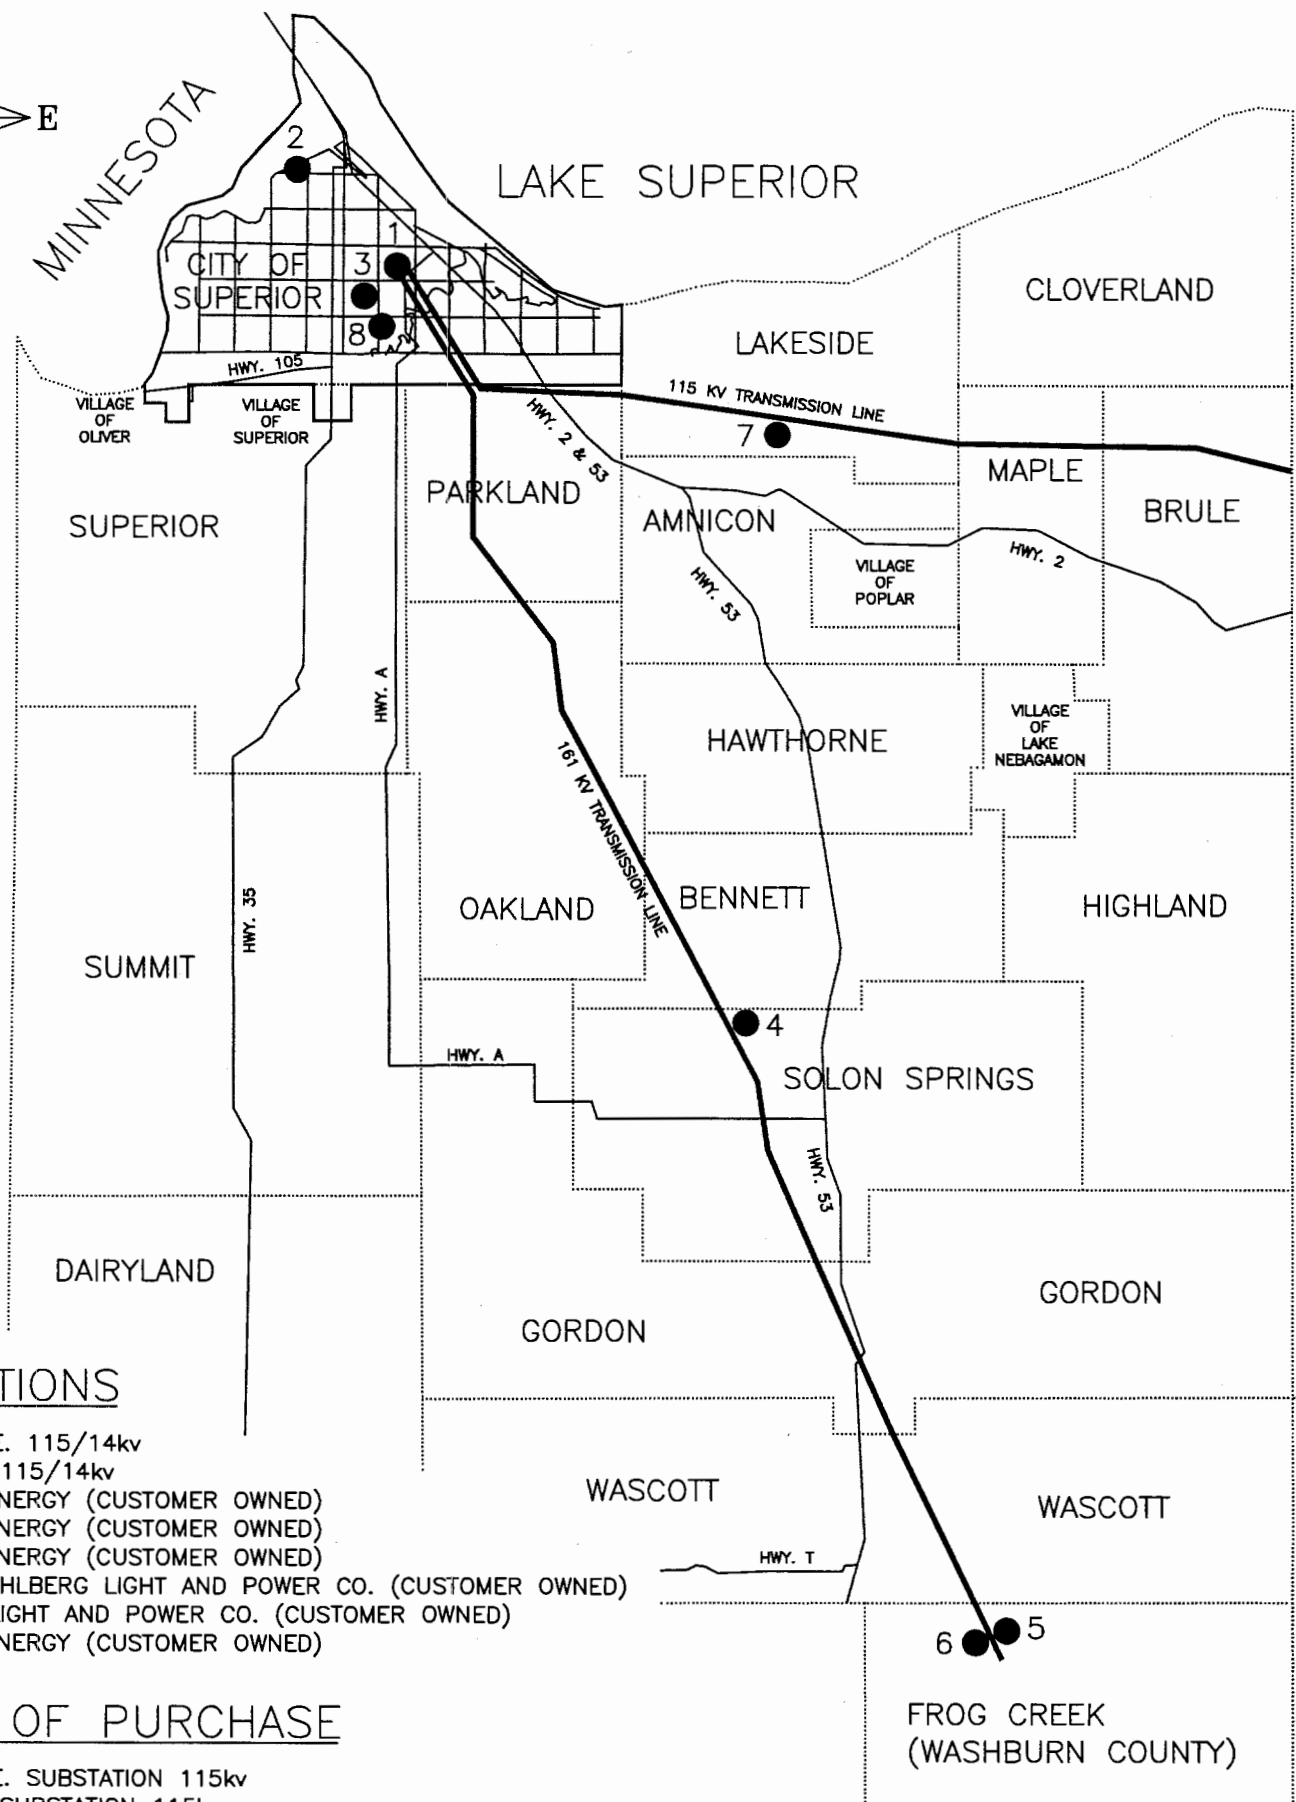 E
MINNESOTA
2
LAKE SUPERIOR
1
CITY OF
SUPERIOR
3
8
CLOVERLAND
LAKESIDE
HWY. 105
VILLAGE
OF
OLIVER
VILLAGE
OF
SUPERIOR
115 KV TRANSMISSION LINE
HWY. 2 & 53
7
MAPLE
PARKLAND
AMNICON
BRULE
SUPERIOR
HWY. 2
VILLAGE
OF
POPLAR
HWY. 53
HWY. A
VILLAGE
OF
LAKE
NEBAGAMON
HAWTHORNE
161 KV TRANSMISSION LINE
HWY. 35
OAKLAND
BENNETT
HIGHLAND
SUMMIT
4
HWY. A
SOLON SPRINGS
HWY. 53
DAIRYLAND
GORDON
GORDON
WASCOTT
WASCOTT
HWY. T
6
5
FROG CREEK
(WASHBURN COUNTY)
TIONS
E. 115/14kv
115/14kv
NERGY (CUSTOMER OWNED)
NERGY (CUSTOMER OWNED)
NERGY (CUSTOMER OWNED)
HLBERG LIGHT AND POWER CO. (CUSTOMER OWNED)
IGHT AND POWER CO. (CUSTOMER OWNED)
NERGY (CUSTOMER OWNED)
OF PURCHASE
E. SUBSTATION 115kv